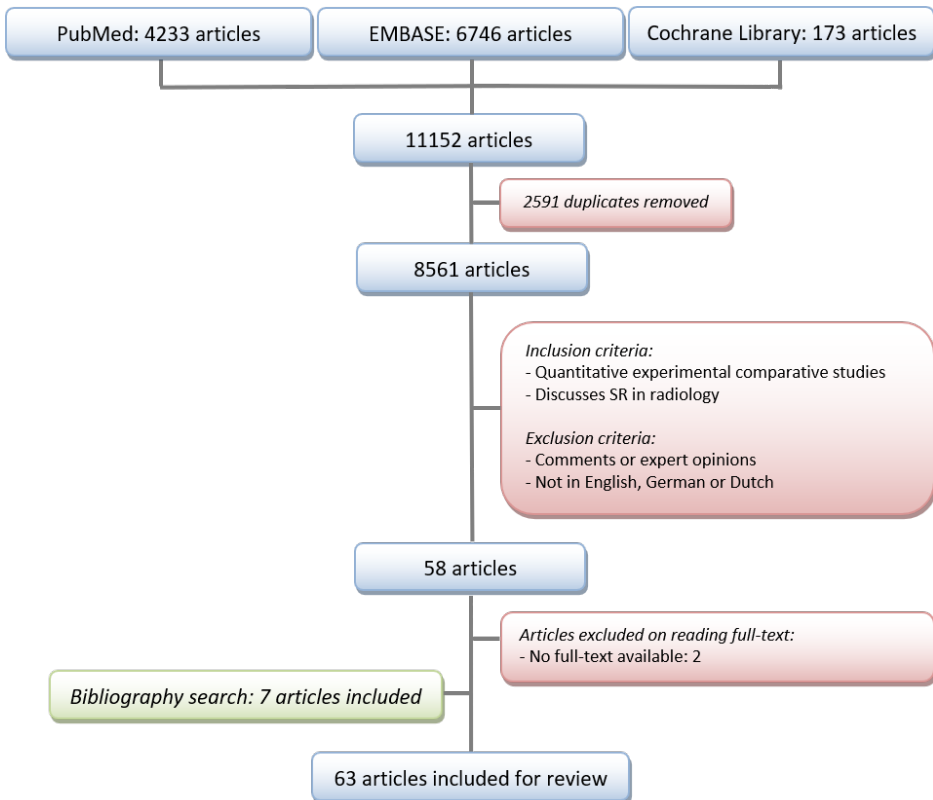 PubMed: 4233 articles
EMBASE: 6746 articles
Cochrane Library: 173 articles
11152 articles
2591 duplicates removed
8561 articles
Inclusion criteria:
- Quantitative experimental comparative studies
- Discusses SR in radiology
Exclusion criteria:
- Comments or expert opinions
- Not in English, German or Dutch
58 articles
Articles excluded on reading full-text:
- No full-text available: 2
Bibliography search: 7 articles included
63 articles included for review